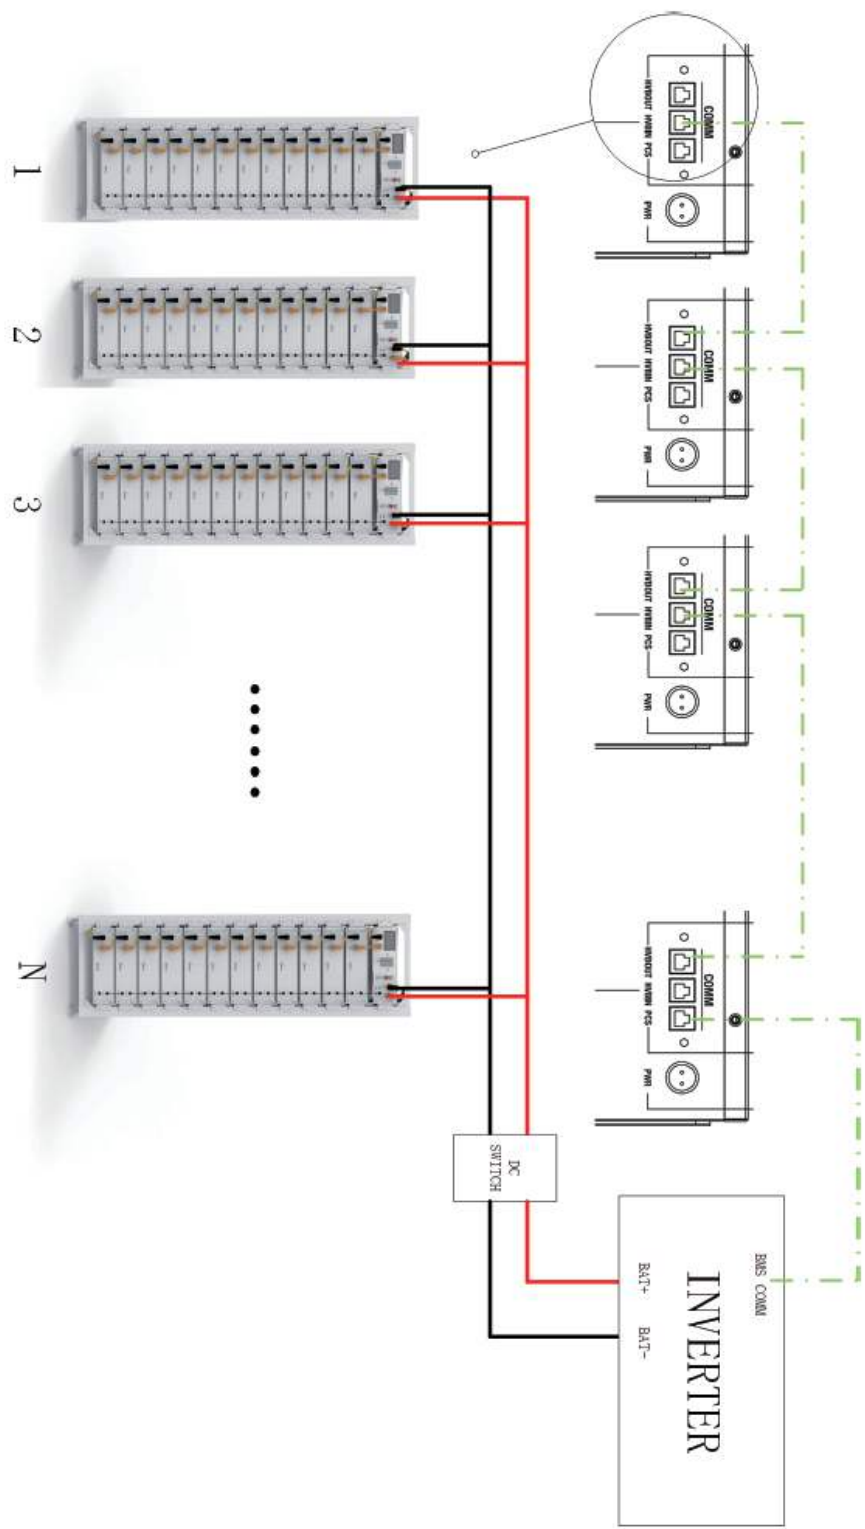 1
2
3
N
COMM
HVBOUT HVBIN PCS
PWR
COMM
HVBOUT HVBIN PCS
PWR
COMM
HVBOUT HVBIN PCS
PWR
COMM
HVBOUT HVBIN PCS
PWR
DC
SWITCH
BMS COMM
INVERTER
BAT+ BAT-